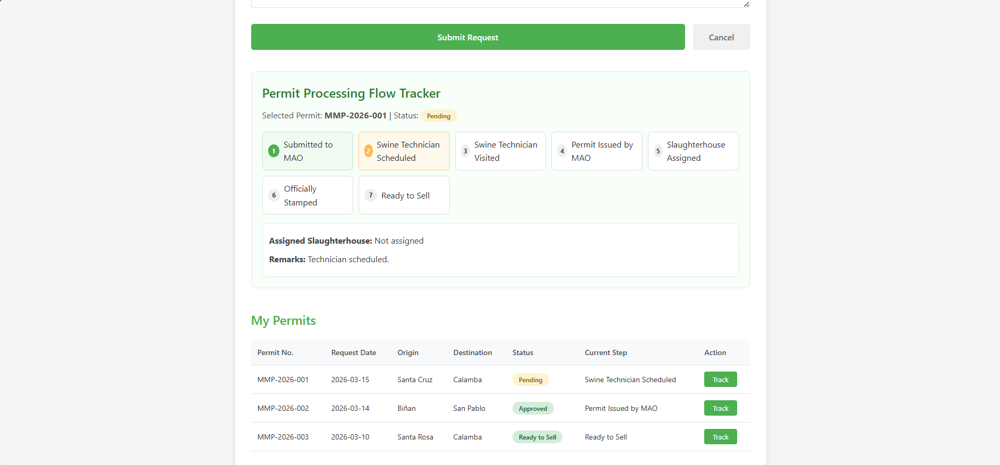 Submit Request
Cancel
Permit Processing Flow Tracker
Selected Permit: MMP-2026-001 | Status: Pending
1 Submitted to
MAO
2 Swine Technician
Scheduled
3 Swine Technician
Visited
4 Permit Issued by
MAO
5 Slaughterhouse
Assigned
6 Officially
Stamped
7 Ready to Sell
Assigned Slaughterhouse: Not assigned
Remarks: Technician scheduled.
My Permits
Permit No. Request Date Origin Destination Status Current Step Action
MMP-2026-001 2026-03-15 Santa Cruz Calamba Pending Swine Technician Scheduled Track
MMP-2026-002 2026-03-14 Biñan San Pablo Approved Permit Issued by MAO Track
MMP-2026-003 2026-03-10 Santa Rosa Calamba Ready to Sell Ready to Sell Track